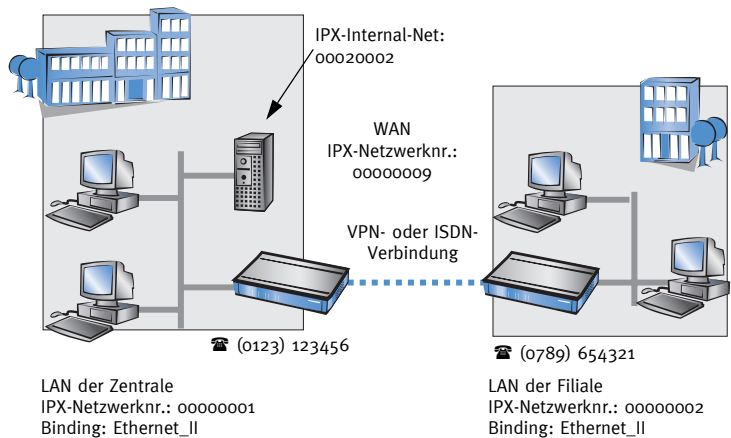 IPX-Internal-Net:
00020002
WAN
IPX-Netzwerknr.:
00000009
VPN- oder ISDN-
Verbindung
☎ (0123) 123456
☎ (0789) 654321
LAN der Zentrale
IPX-Netzwerknr.: 00000001
Binding: Ethernet_II
LAN der Filiale
IPX-Netzwerknr.: 00000002
Binding: Ethernet_II